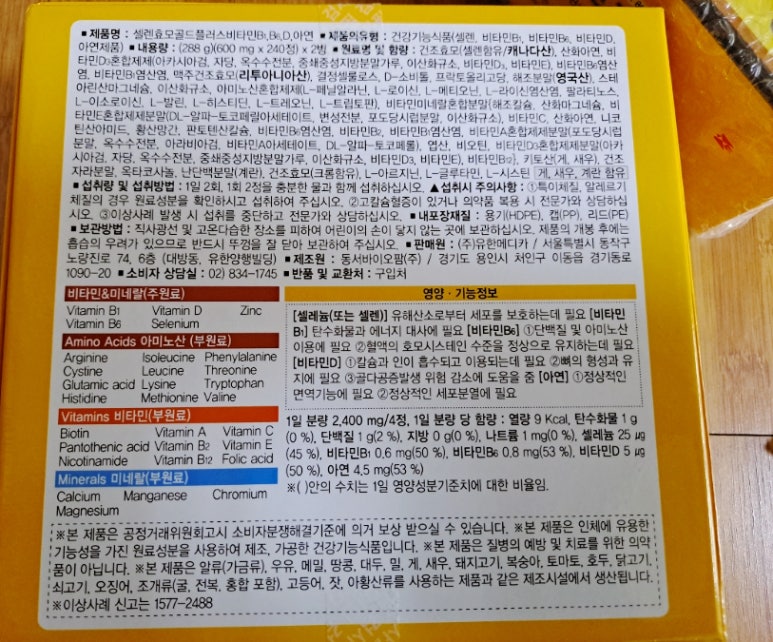 ■ 제품명 : 셀렌효모골드플러스비타민B₁,B₆,D,아연 ■ 제품의유형 : 건강기능식품(셀렌, 비타민B₁, 비타민B₆, 비타민D,
아연제품) ■ 내용량 : (288 g)(600 mg x 240정) x 2병 ■ 원료명 및 함량 : 건조효모(셀렌함유/캐나다산), 산화아연, 비
타민D₃혼합제제(아카시아검, 자당, 옥수수전분, 중쇄중성지방분말가루, 이산화규소, 비타민D₃, 비타민E), 비타민B₆염산
염, 비타민B₁염산염, 맥주건조효모(리투아니아산), 결정셀룰로스, D-소비톨, 프락토올리고당, 해조분말(영국산), 스테
아린산마그네슘, 이산화규소, 아미노산혼합제제(L-페닐알라닌, L-로이신, L-메티오닌, L-라이신염산염, 팔라티노스,
L-이소로이신, L-발린, L-히스티딘, L-트레오닌, L-트립토판), 비타민미네랄혼합분말{해조칼슘, 산화마그네슘, 비
타민E혼합제제분말(DL-알파-토코페릴아세테이트, 변성전분, 포도당시럽분말, 이산화규소), 비타민C, 산화아연, 니코
틴산아미드, 황산망간, 판토텐산칼슘, 비타민B₆염산염, 비타민B₂, 비타민B₁염산염, 비타민A혼합제제분말(포도당시럽
분말, 옥수수전분, 아라비아검, 비타민A아세테이트, DL-알파-토코페롤), 엽산, 비오틴, 비타민D₃혼합제제분말(아카
시아검, 자당, 옥수수전분, 중쇄중성지방분말가루, 이산화규소, 비타민D₃, 비타민E), 비타민B₁₂}, 키토산(게, 새우), 건조
자라분말, 옥타코사놀, 난단백분말(계란), 건조효모(크롬함유), L-아르지닌, L-글루타민, L-시스틴 게, 새우, 계란 함유
■ 섭취량 및 섭취방법 : 1일 2회, 1회 2정을 충분한 물과 함께 섭취하십시오. ▲섭취시 주의사항 : ①특이체질, 알레르기
체질의 경우 원료성분을 확인하시고 섭취하여 주십시오. ②고칼슘혈증이 있거나 의약품 복용 시 전문가와 상담하십
시오. ③이상사례 발생 시 섭취를 중단하고 전문가와 상담하십시오. ■ 내포장재질 : 용기(HDPE), 캡(PP), 리드(PE)
■ 보관방법 : 직사광선 및 고온다습한 장소를 피하여 어린이의 손이 닿지 않는 곳에 보관하십시오. 제품의 개봉 후에는
흡습의 우려가 있으므로 반드시 뚜껑을 잘 닫아 보관하여 주십시오. ■ 판매원 : (주)유한메디카 / 서울특별시 동작구
노량진로 74, 6층 (대방동, 유한양행빌딩) ■ 제조원 : 동서바이오팜(주) / 경기도 용인시 처인구 이동읍 경기동로
1090-20 ■ 소비자 상담실 : 02) 834-1745 ■ 반품 및 교환처 : 구입처
비타민&미네랄(주원료)
Vitamin B₁ Vitamin D Zinc
Vitamin B₆ Selenium
Amino Acids 아미노산 (부원료)
Arginine Isoleucine Phenylalanine
Cystine Leucine Threonine
Glutamic acid Lysine Tryptophan
Histidine Methionine Valine
Vitamins 비타민(부원료)
Biotin Vitamin A Vitamin C
Pantothenic acid Vitamin B₂ Vitamin E
Nicotinamide Vitamin B₁₂ Folic acid
Minerals 미네랄(부원료)
Calcium Manganese Chromium
Magnesium
영양 · 기능정보
[셀레늄(또는 셀렌)] 유해산소로부터 세포를 보호하는데 필요 [비타민
B₁] 탄수화물과 에너지 대사에 필요 [비타민B₆] ①단백질 및 아미노산
이용에 필요 ②혈액의 호모시스테인 수준을 정상으로 유지하는데 필요
[비타민D] ①칼슘과 인이 흡수되고 이용되는데 필요 ②뼈의 형성과 유
지에 필요 ③골다공증발생 위험 감소에 도움을 줌 [아연] ①정상적인
면역기능에 필요 ②정상적인 세포분열에 필요
1일 분량 2,400 mg/4정, 1일 분량 당 함량 : 열량 9 Kcal, 탄수화물 1 g
(0 %), 단백질 1 g(2 %), 지방 0 g(0 %), 나트륨 1 mg(0 %), 셀레늄 25 ㎍
(45 %), 비타민B₁ 0.6 mg(50 %), 비타민B₆ 0.8 mg(53 %), 비타민D 5 ㎍
(50 %), 아연 4.5 mg(53 %)
※( )안의 수치는 1일 영양성분기준치에 대한 비율임.
※본 제품은 공정거래위원회고시 소비자분쟁해결기준에 의거 보상 받으실 수 있습니다. ※본 제품은 인체에 유용한
기능성을 가진 원료성분을 사용하여 제조, 가공한 건강기능식품입니다. ※본 제품은 질병의 예방 및 치료를 위한 의약
품이 아닙니다. ※이 제품은 알류(가금류), 우유, 메밀, 땅콩, 대두, 밀, 게, 새우, 돼지고기, 복숭아, 토마토, 호두, 닭고기,
쇠고기, 오징어, 조개류(굴, 전복, 홍합 포함), 고등어, 잣, 아황산류를 사용하는 제품과 같은 제조시설에서 생산됩니다.
※이상사례 신고는 1577-2488